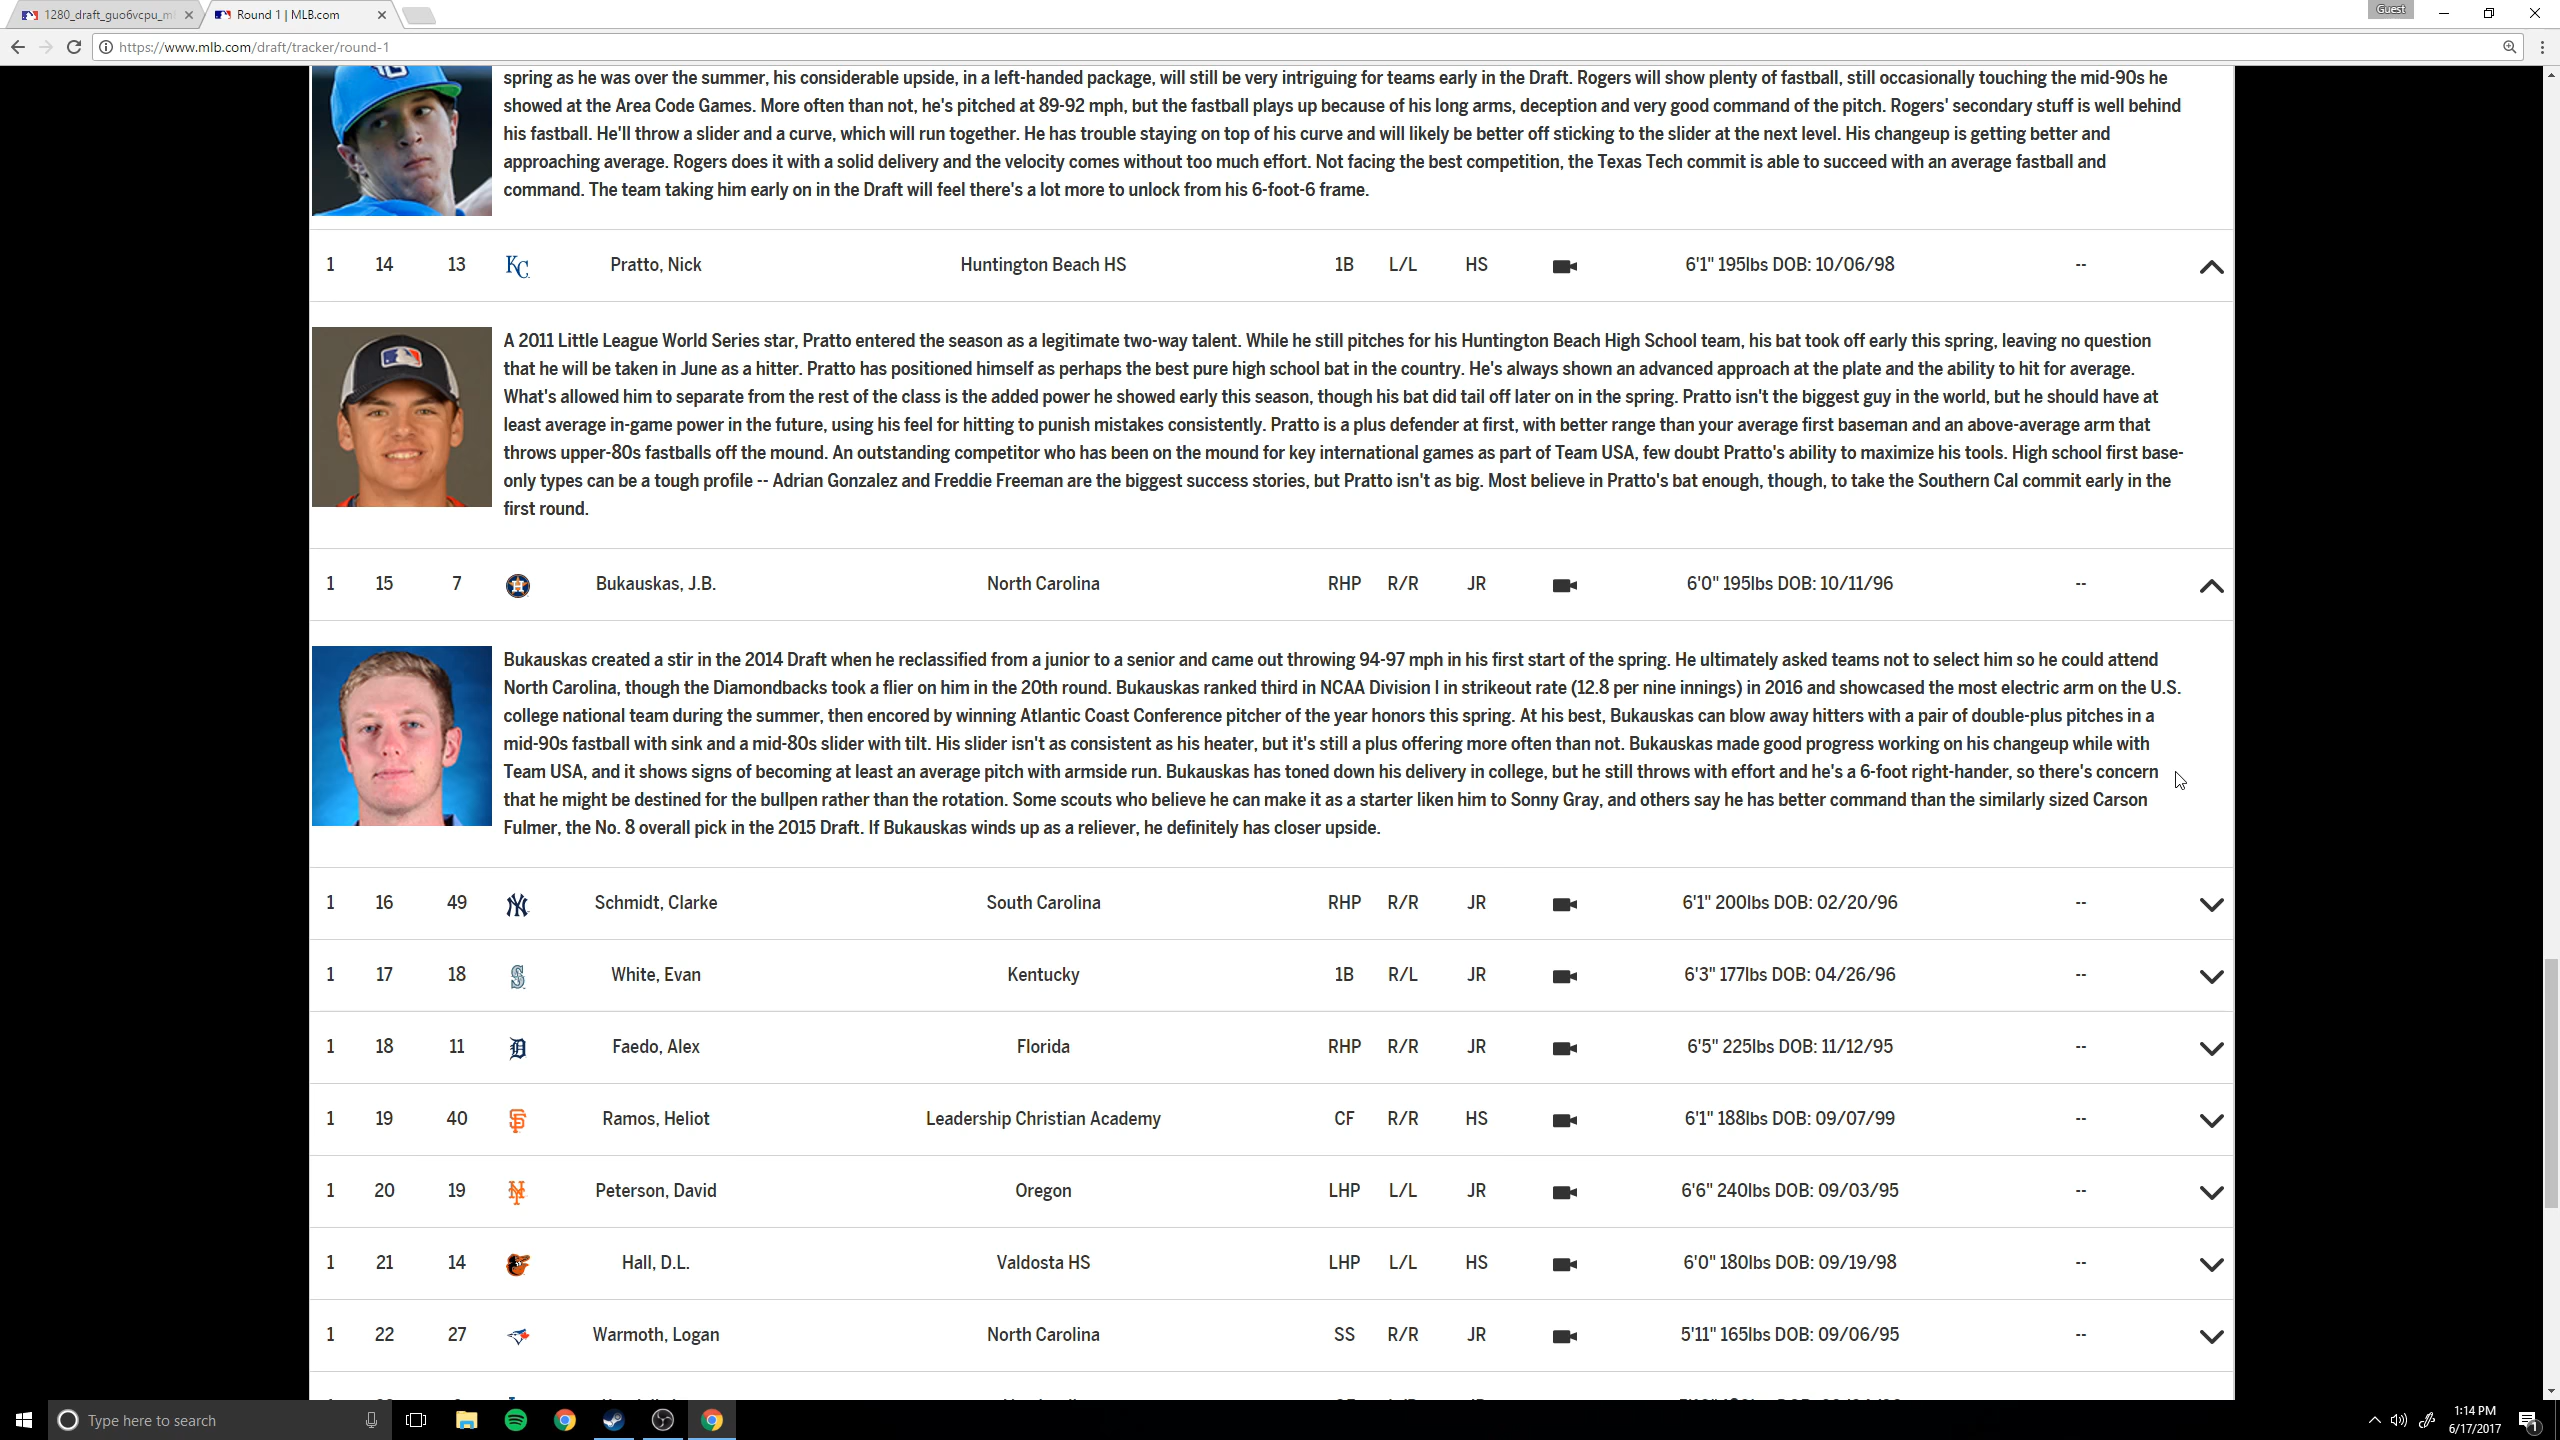 1280_draft_guo6vcpu_m
Round 1 | MLB.com
Guest
https://www.mlb.com/draft/tracker/round-1
spring as he was over the summer, his considerable upside, in a left-handed package, will still be very intriguing for teams early in the Draft. Rogers will show plenty of fastball, still occasionally touching the mid-90s he
showed at the Area Code Games. More often than not, he's pitched at 89-92 mph, but the fastball plays up because of his long arms, deception and very good command of the pitch. Rogers' secondary stuff is well behind
his fastball. He'll throw a slider and a curve, which will run together. He has trouble staying on top of his curve and will likely be better off sticking to the slider at the next level. His changeup is getting better and
approaching average. Rogers does it with a solid delivery and the velocity comes without too much effort. Not facing the best competition, the Texas Tech commit is able to succeed with an average fastball and
command. The team taking him early on in the Draft will feel there's a lot more to unlock from his 6-foot-6 frame.
1 14 13 KC Pratto, Nick Huntington Beach HS 1B L/L HS 6'1" 195lbs DOB: 10/06/98 --
A 2011 Little League World Series star, Pratto entered the season as a legitimate two-way talent. While he still pitches for his Huntington Beach High School team, his bat took off early this spring, leaving no question
that he will be taken in June as a hitter. Pratto has positioned himself as perhaps the best pure high school bat in the country. He's always shown an advanced approach at the plate and the ability to hit for average.
What's allowed him to separate from the rest of the class is the added power he showed early this season, though his bat did tail off later on in the spring. Pratto isn't the biggest guy in the world, but he should have at
least average in-game power in the future, using his feel for hitting to punish mistakes consistently. Pratto is a plus defender at first, with better range than your average first baseman and an above-average arm that
throws upper-80s fastballs off the mound. An outstanding competitor who has been on the mound for key international games as part of Team USA, few doubt Pratto's ability to maximize his tools. High school first base-
only types can be a tough profile -- Adrian Gonzalez and Freddie Freeman are the biggest success stories, but Pratto isn't as big. Most believe in Pratto's bat enough, though, to take the Southern Cal commit early in the
first round.
1 15 7 Bukauskas, J.B. North Carolina RHP R/R JR 6'0" 195lbs DOB: 10/11/96 --
Bukauskas created a stir in the 2014 Draft when he reclassified from a junior to a senior and came out throwing 94-97 mph in his first start of the spring. He ultimately asked teams not to select him so he could attend
North Carolina, though the Diamondbacks took a flier on him in the 20th round. Bukauskas ranked third in NCAA Division I in strikeout rate (12.8 per nine innings) in 2016 and showcased the most electric arm on the U.S.
college national team during the summer, then encored by winning Atlantic Coast Conference pitcher of the year honors this spring. At his best, Bukauskas can blow away hitters with a pair of double-plus pitches in a
mid-90s fastball with sink and a mid-80s slider with tilt. His slider isn't as consistent as his heater, but it's still a plus offering more often than not. Bukauskas made good progress working on his changeup while with
Team USA, and it shows signs of becoming at least an average pitch with armside run. Bukauskas has toned down his delivery in college, but he still throws with effort and he's a 6-foot right-hander, so there's concern
that he might be destined for the bullpen rather than the rotation. Some scouts who believe he can make it as a starter liken him to Sonny Gray, and others say he has better command than the similarly sized Carson
Fulmer, the No. 8 overall pick in the 2015 Draft. If Bukauskas winds up as a reliever, he definitely has closer upside.
1 16 49 NY Schmidt, Clarke South Carolina RHP R/R JR 6'1" 200lbs DOB: 02/20/96 --
1 17 18 S White, Evan Kentucky 1B R/L JR 6'3" 177lbs DOB: 04/26/96 --
1 18 11 D Faedo, Alex Florida RHP R/R JR 6'5" 225lbs DOB: 11/12/95 --
1 19 40 SF Ramos, Heliot Leadership Christian Academy CF R/R HS 6'1" 188lbs DOB: 09/07/99 --
1 20 19 NY Peterson, David Oregon LHP L/L JR 6'6" 240lbs DOB: 09/03/95 --
1 21 14 Hall, D.L. Valdosta HS LHP L/L HS 6'0" 180lbs DOB: 09/19/98 --
1 22 27 Warmoth, Logan North Carolina SS R/R JR 5'11" 165lbs DOB: 09/06/95 --
Type here to search
1:14 PM
6/17/2017
1